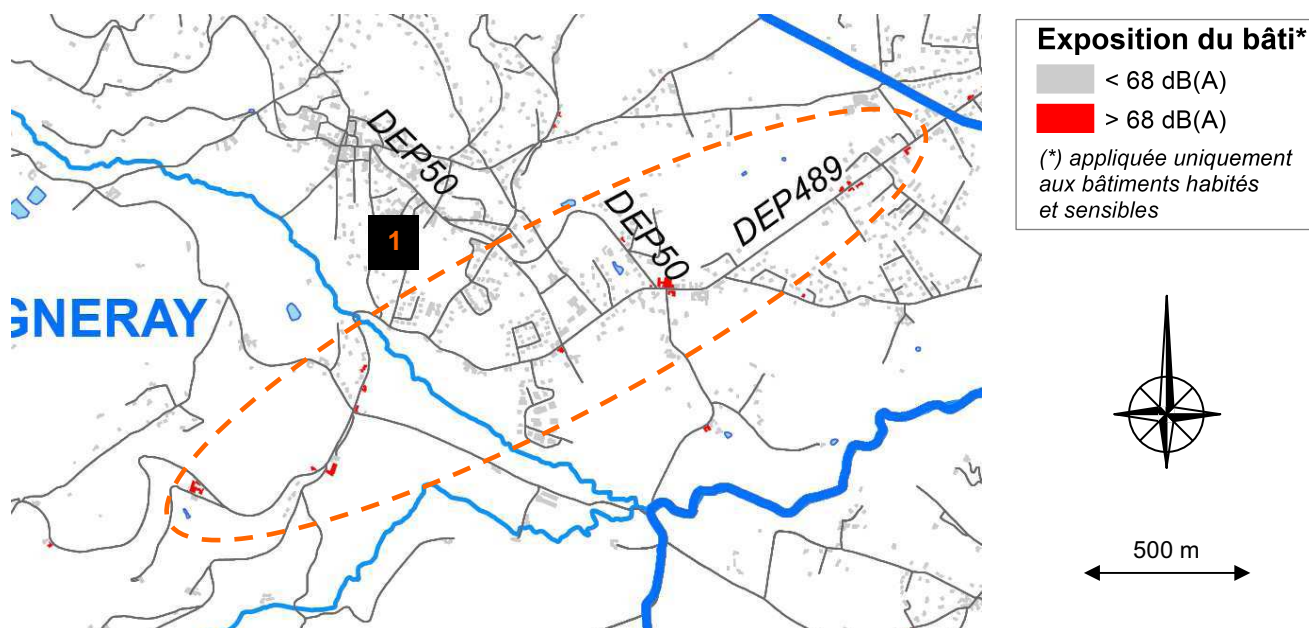 DEP50
1
DEP50
DEP489
GNERAY
Exposition du bâti*
< 68 dB(A)
> 68 dB(A)
(*) appliquée uniquement
aux bâtiments habités
et sensibles
500 m